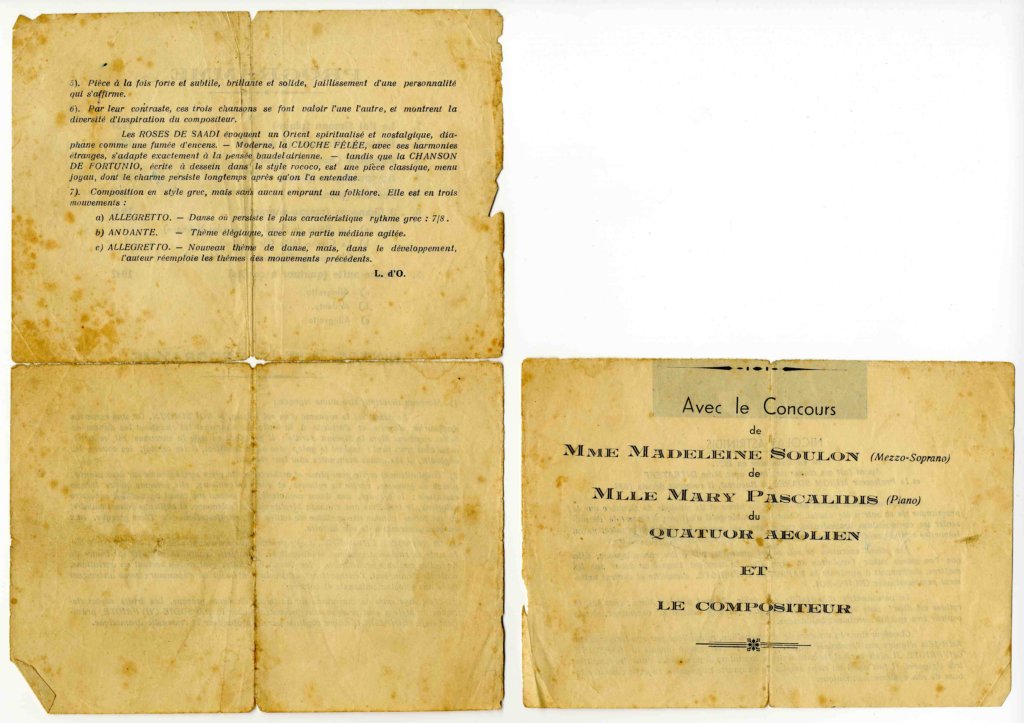 5). Pièce à la fois forte et subtile, brillante et solide, jaillissement d'une personnalité
qui s'affirme.
6). Par leur contraste, ces trois chansons se font valoir l'une l'autre, et montrent la
diversité d'inspiration du compositeur.
Les ROSES DE SAADI évoquent un Orient spiritualisé et nostalgique, dia-
phane comme une fumée d'encens. — Moderne, la CLOCHE FÊLÉE, avec ses harmonies
étranges, s'adapte exactement à la pensée baudelairienne. — tandis que la CHANSON
DE FORTUNIO, écrite à dessein dans le style rococo, est une pièce classique, menu
joyau, dont le charme persiste longtemps après qu'on l'a entendue.
7). Composition en style grec, mais sans aucun emprunt au folklore. Elle est en trois
mouvements :
a) ALLEGRETTO. — Danse où persiste le plus caractéristique rythme grec : 7/8.
b) ANDANTE. — Thème élégiaque, avec une partie médiane agitée.
c) ALLEGRETTO. — Nouveau thème de danse, mais, dans le développement,
l'auteur réemploie les thèmes des mouvements précédents.
L. d'O.
Avec le Concours
de
MME MADELEINE SOULON (Mezzo-Soprano)
de
MLLE MARY PASCALIDIS (Piano)
du
QUATUOR AEOLIEN
ET
LE COMPOSITEUR